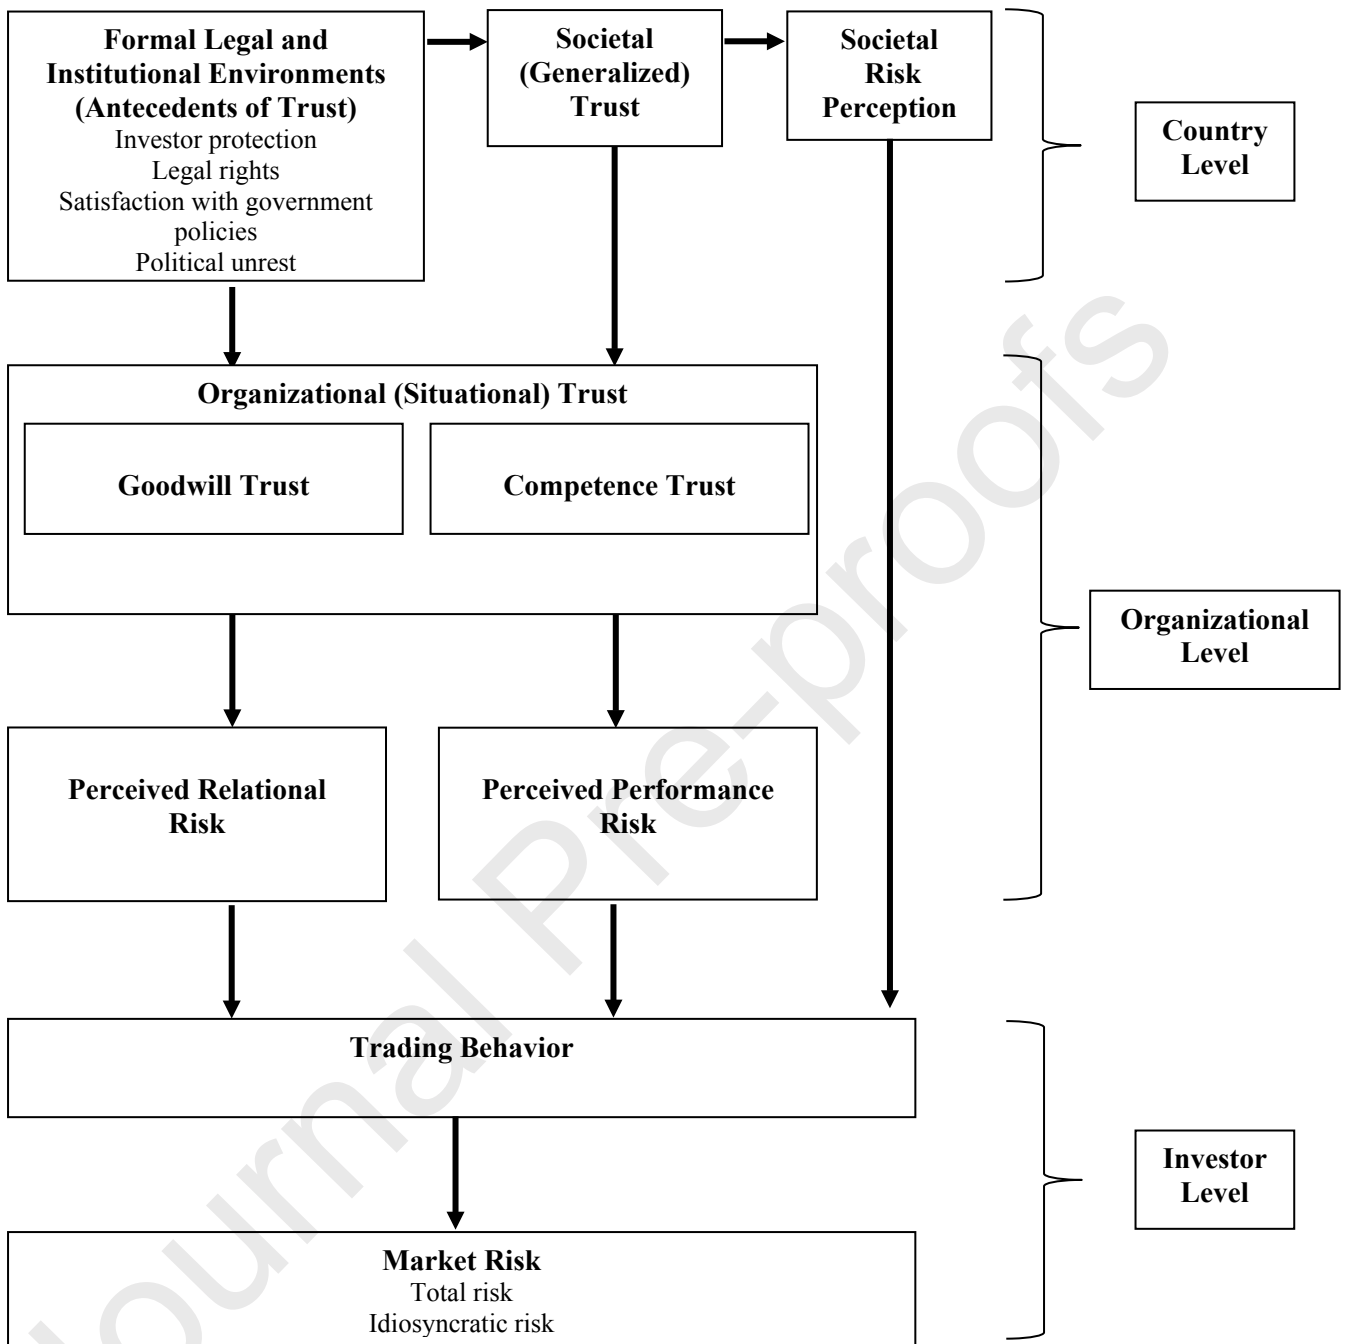 Formal Legal and
Institutional Environments
(Antecedents of Trust)
Investor protection
Legal rights
Satisfaction with government
policies
Political unrest
Societal
(Generalized)
Trust
Societal
Risk
Perception
Country
Level
Organizational (Situational) Trust
Goodwill Trust
Competence Trust
Organizational
Level
Perceived Relational
Risk
Perceived Performance
Risk
Trading Behavior
Investor
Level
Market Risk
Total risk
Idiosyncratic risk
Journal Pre-proofs